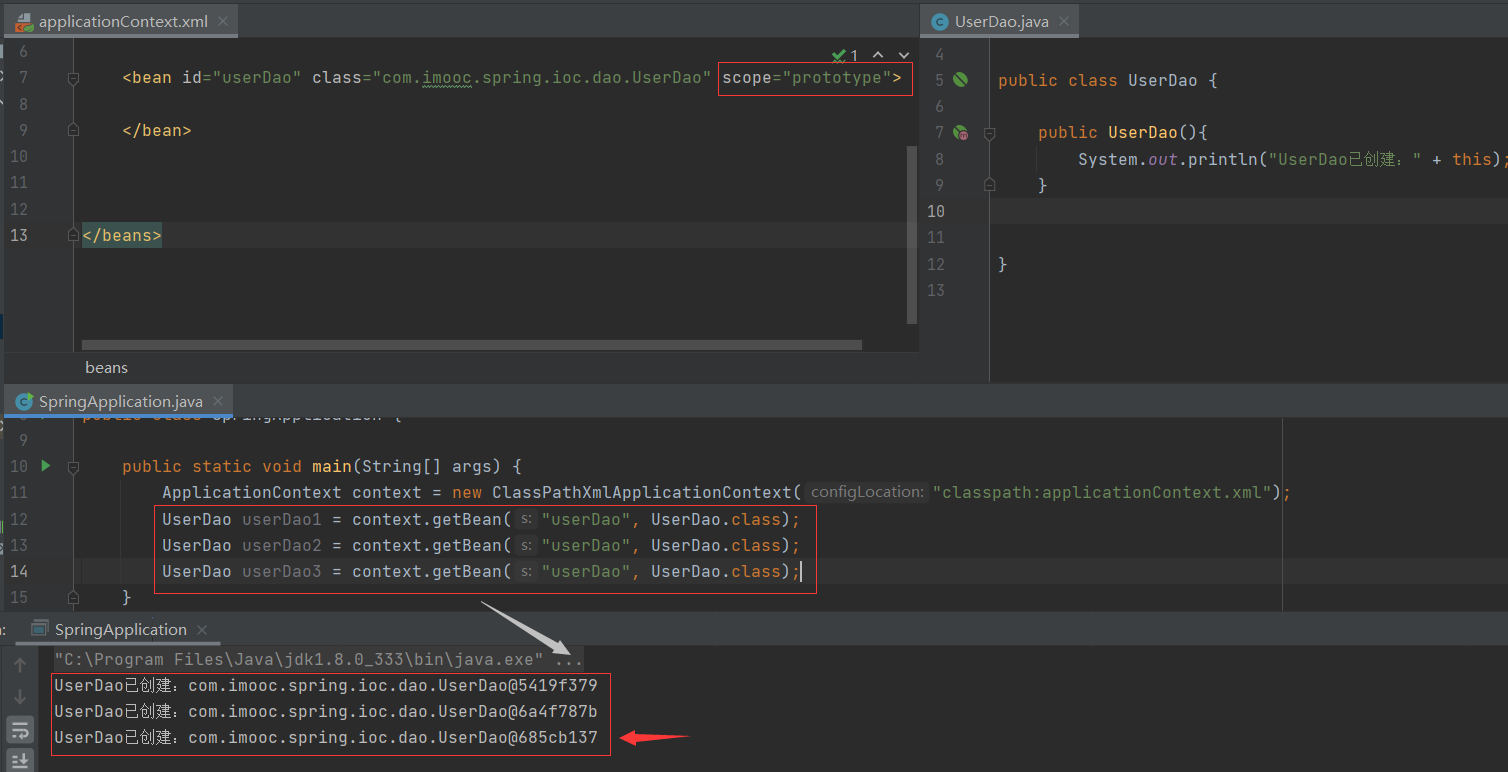 applicationContext.xml
1
6
7 <bean id="userDao" class="com.imooc.spring.ioc.dao.UserDao" scope="prototype">
8
9 </bean>
10
11
12
13 </beans>
beans
UserDao.java
4
5 public class UserDao {
6
7 public UserDao(){
8 System.out.println("UserDao已创建：" + this);
9 }
10
11
12 }
13
SpringApplication.java
public class SpringApplication {
9
10 public static void main(String[] args) {
11 ApplicationContext context = new ClassPathXmlApplicationContext( configLocation: "classpath:applicationContext.xml");
12 UserDao userDao1 = context.getBean( s: "userDao", UserDao.class);
13 UserDao userDao2 = context.getBean( s: "userDao", UserDao.class);
14 UserDao userDao3 = context.getBean( s: "userDao", UserDao.class);
15 }
SpringApplication
"C:\Program Files\Java\jdk1.8.0_333\bin\java.exe" ...
UserDao已创建：com.imooc.spring.ioc.dao.UserDao@5419f379
UserDao已创建：com.imooc.spring.ioc.dao.UserDao@6a4f787b
UserDao已创建：com.imooc.spring.ioc.dao.UserDao@685cb137